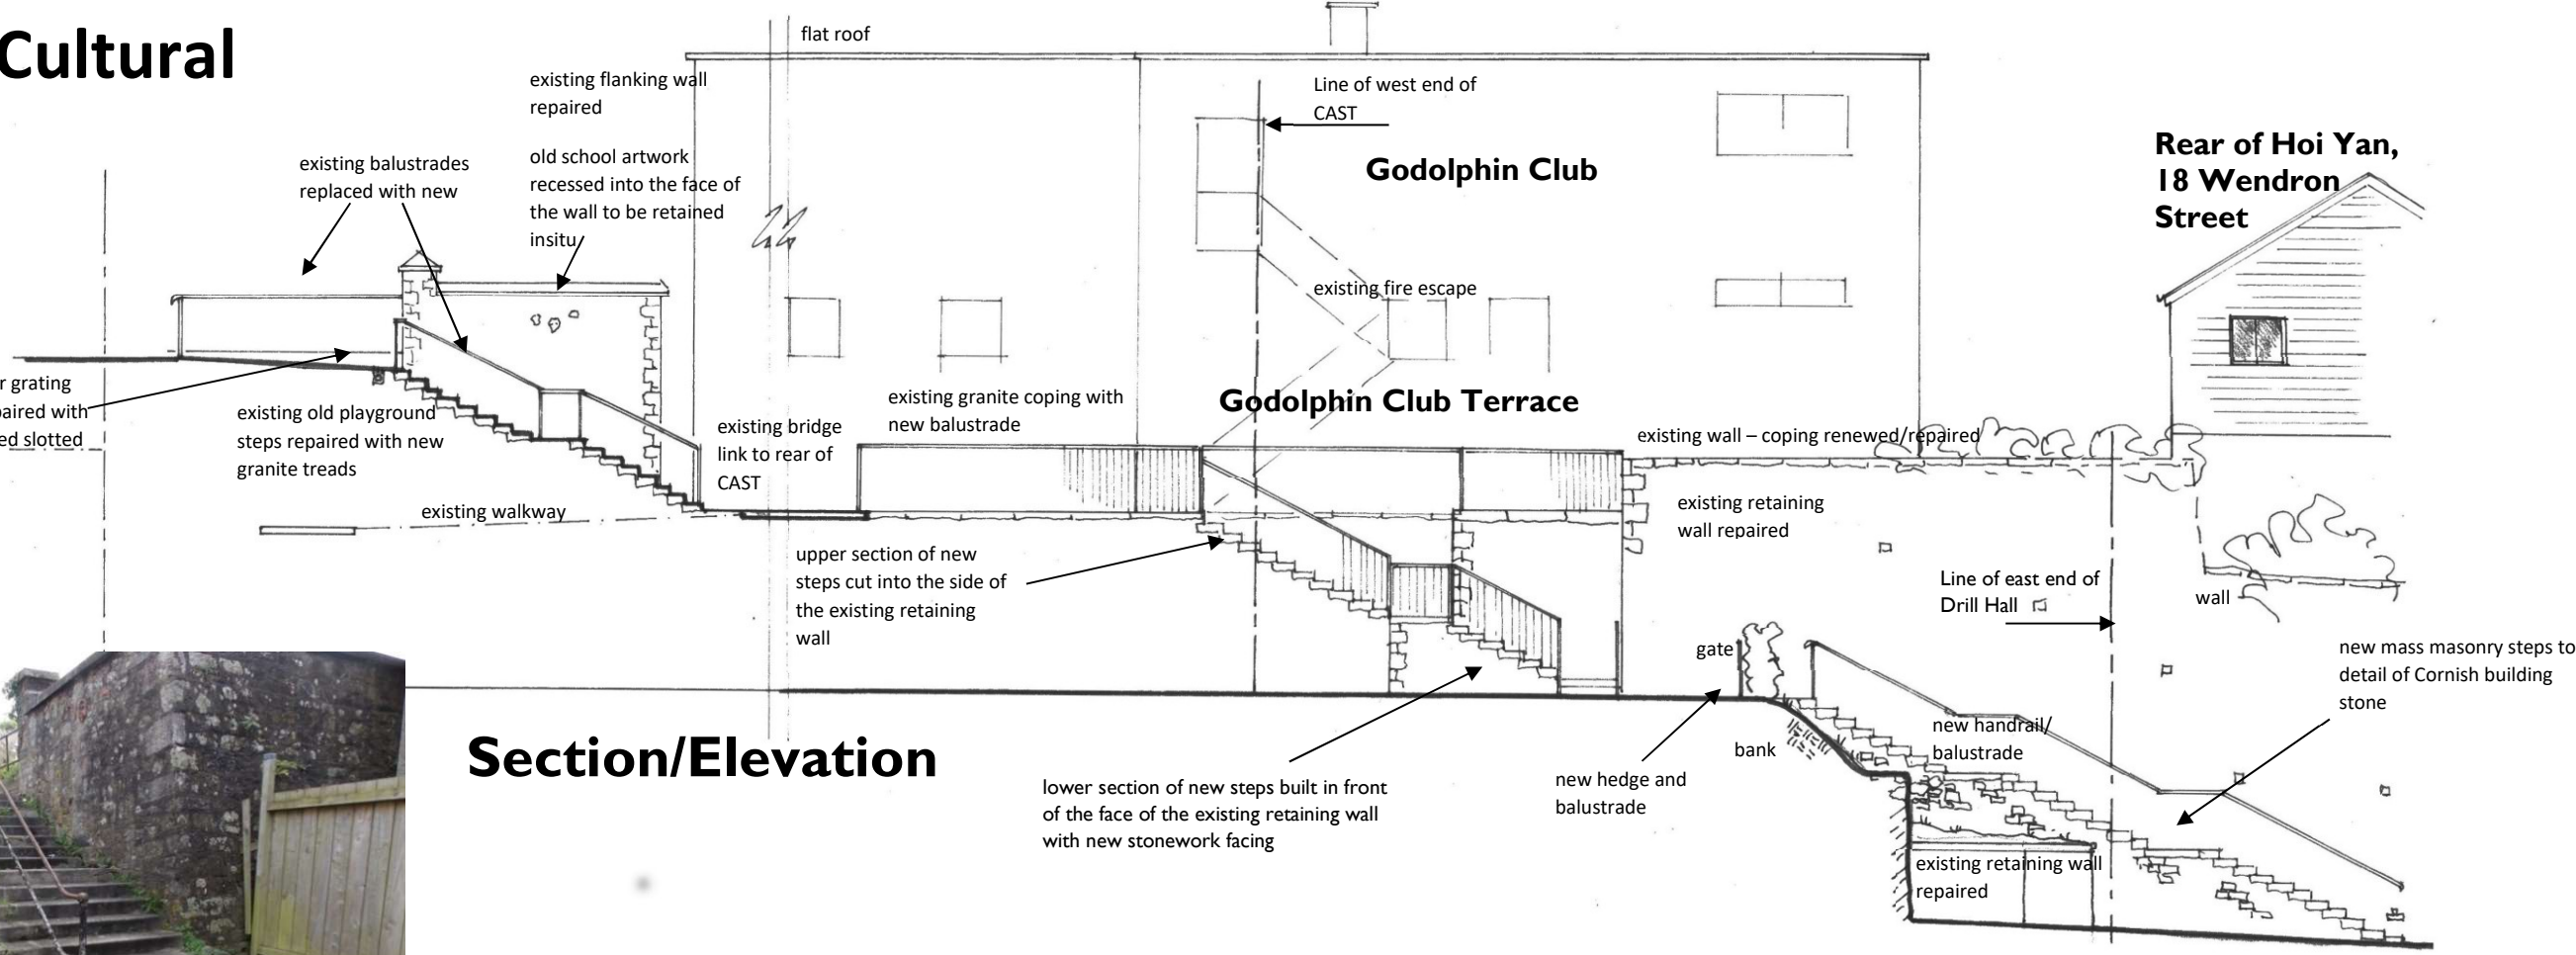 Cultural
flat roof
existing flanking wall
repaired
Line of west end of
CAST
existing balustrades
replaced with new
old school artwork
recessed into the face of
the wall to be retained
insitu
Godolphin Club
Rear of Hoi Yan,
18 Wendron
Street
existing fire escape
grating
with
slotted
existing old playground
steps repaired with new
granite treads
existing bridge
link to rear of
CAST
existing granite coping with
new balustrade
Godolphin Club Terrace
existing wall – coping renewed/repaired
existing walkway
existing retaining
wall repaired
upper section of new
steps cut into the side of
the existing retaining
wall
Line of east end of
Drill Hall
wall
gate
new mass masonry steps to
detail of Cornish building
stone
new handrail/
balustrade
bank
Section/Elevation
lower section of new steps built in front
of the face of the existing retaining wall
with new stonework facing
new hedge and
balustrade
existing retaining wall
repaired